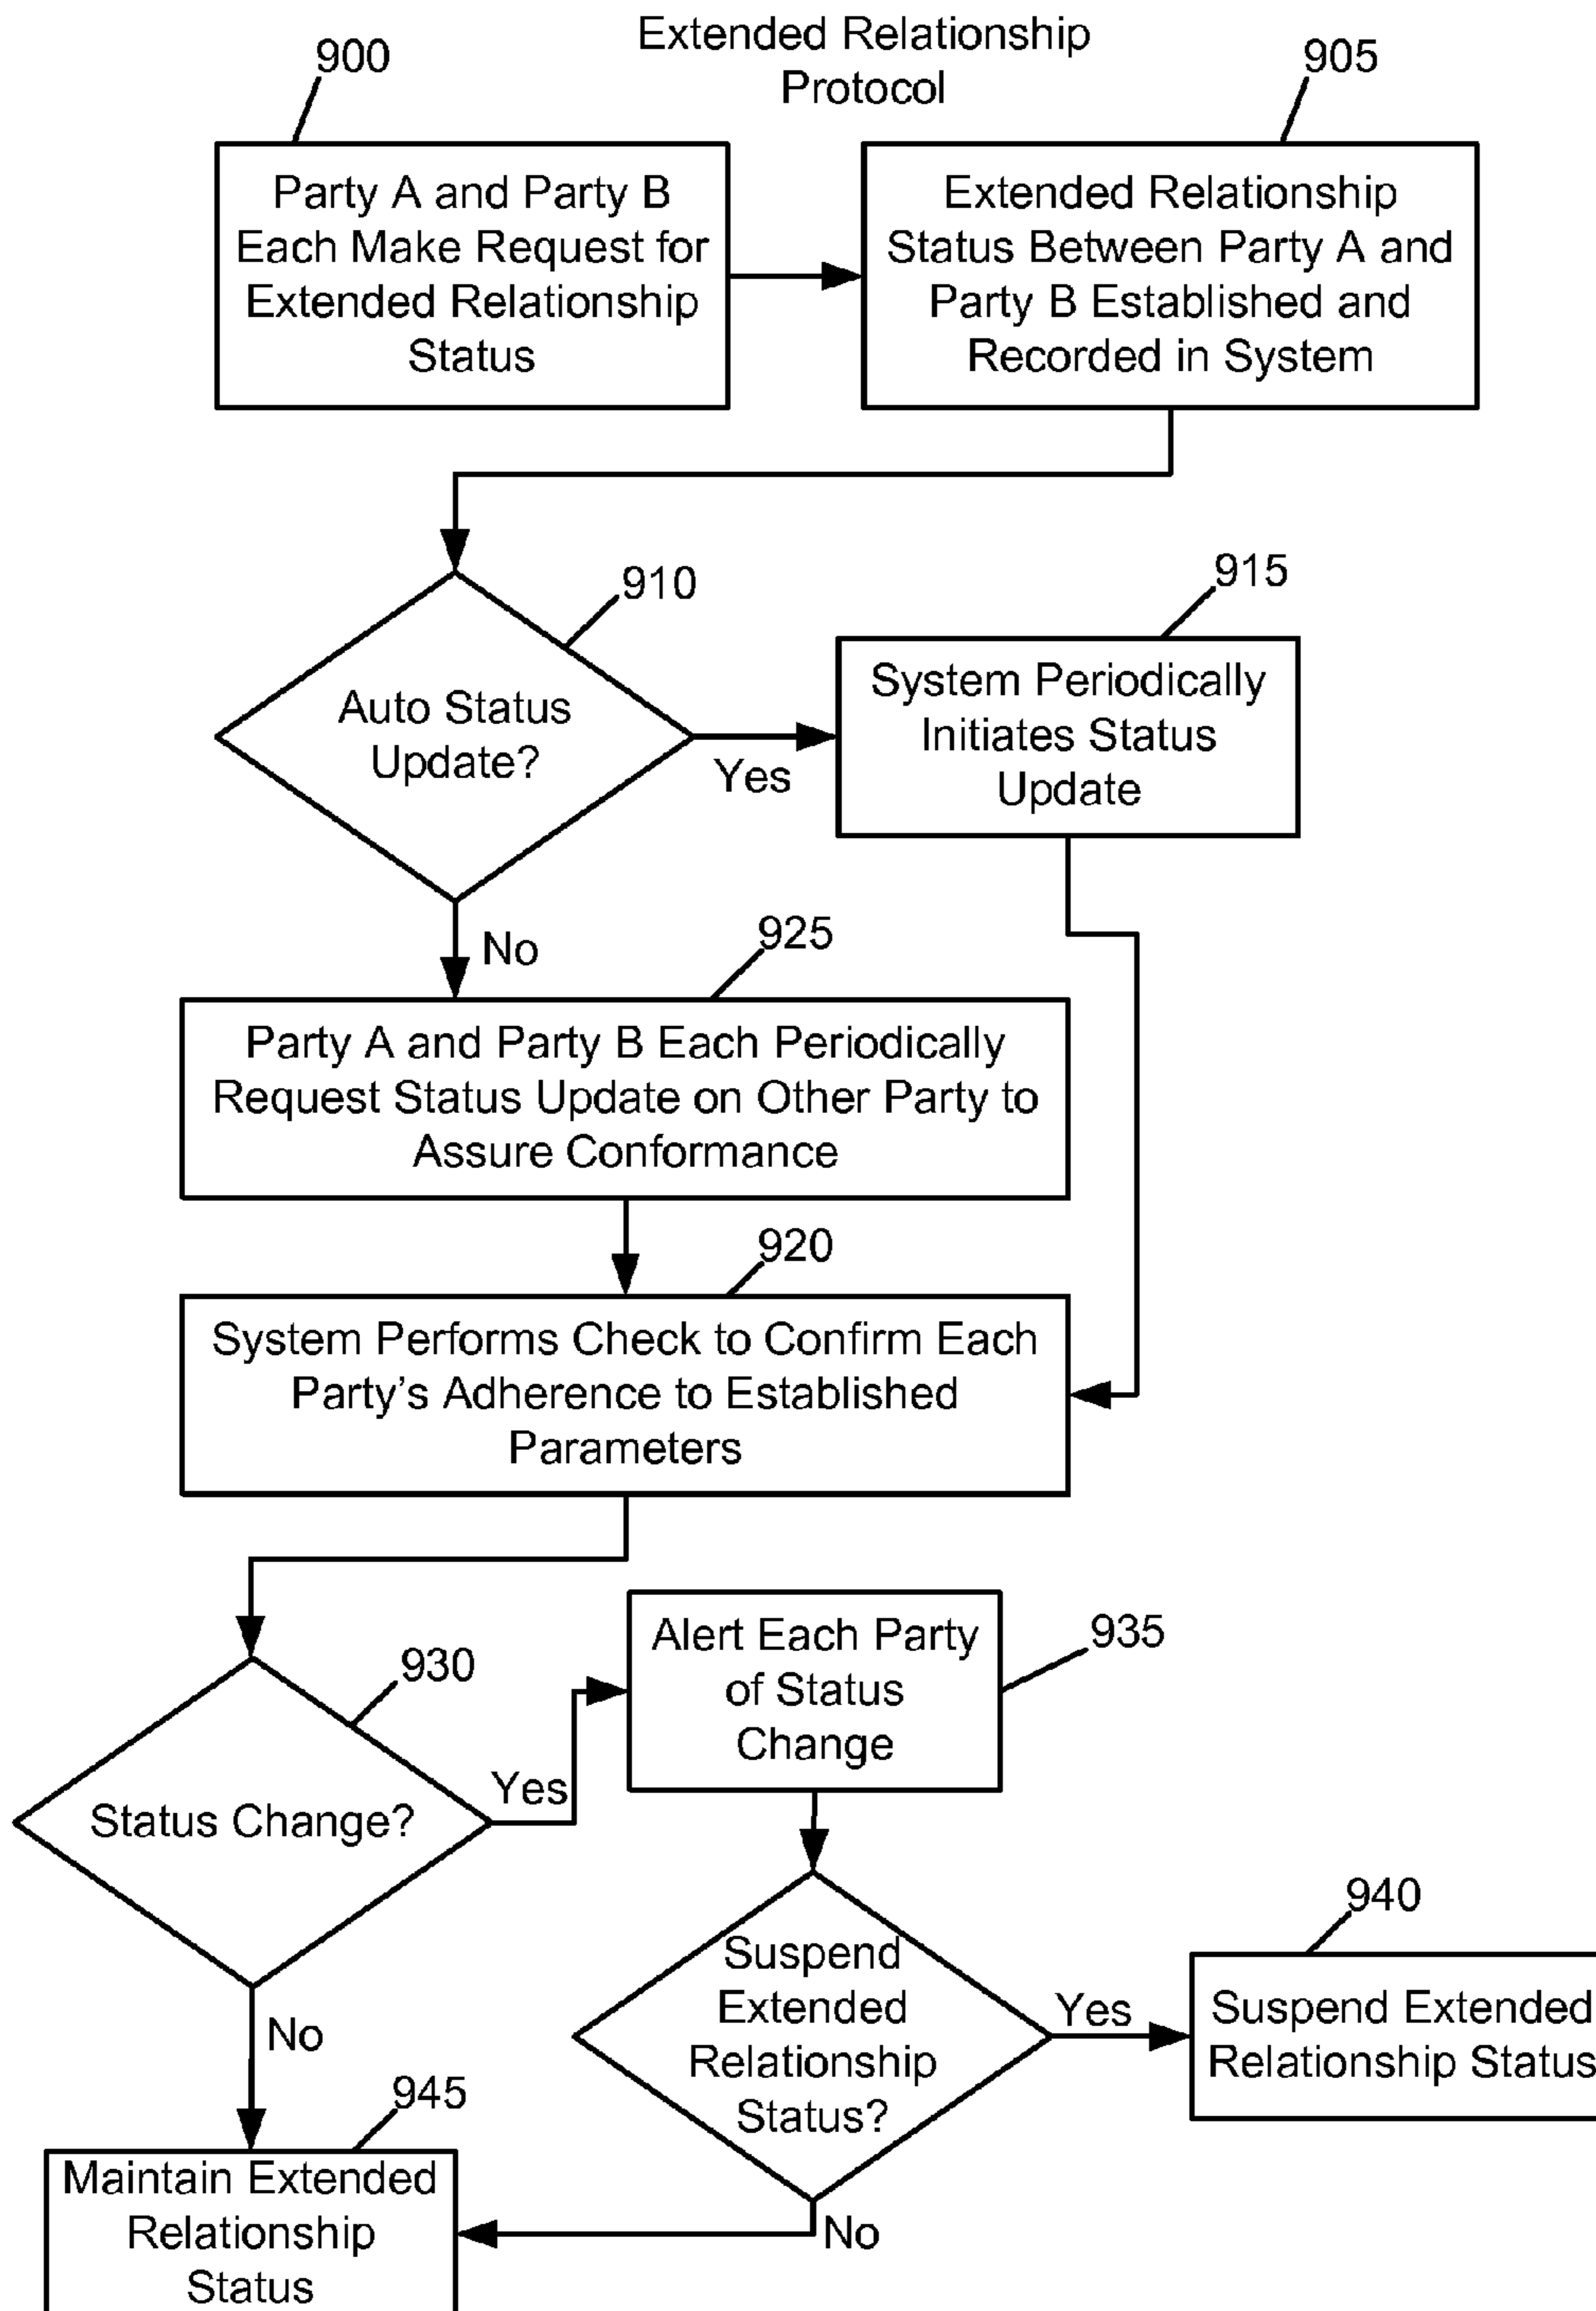 Extended Relationship
Protocol
900
905
Party A and Party B
Each Make Request for
Extended Relationship
Status
Extended Relationship
Status Between Party A and
Party B Established and
Recorded in System
910
915
Auto Status
Update?
Yes
System Periodically
Initiates Status
Update
No
925
Party A and Party B Each Periodically
Request Status Update on Other Party to
Assure Conformance
920
System Performs Check to Confirm Each
Party's Adherence to Established
Parameters
930
Status Change?
Yes
Alert Each Party
of Status
Change
935
Suspend
Extended
Relationship
Status?
Yes
940
Suspend Extended
Relationship Status
No
945
Maintain Extended
Relationship
Status
No